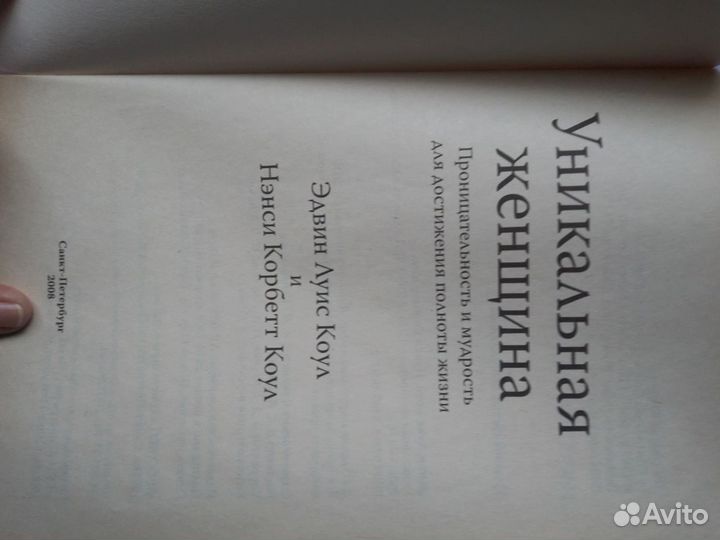 Уникальная
женщина
Проницательность и мудрость
для достижения полноты жизни
Эдвин Луис Коул
и
Нэнси Корбетт Коул
Санкт-Петербург
2008
Avito